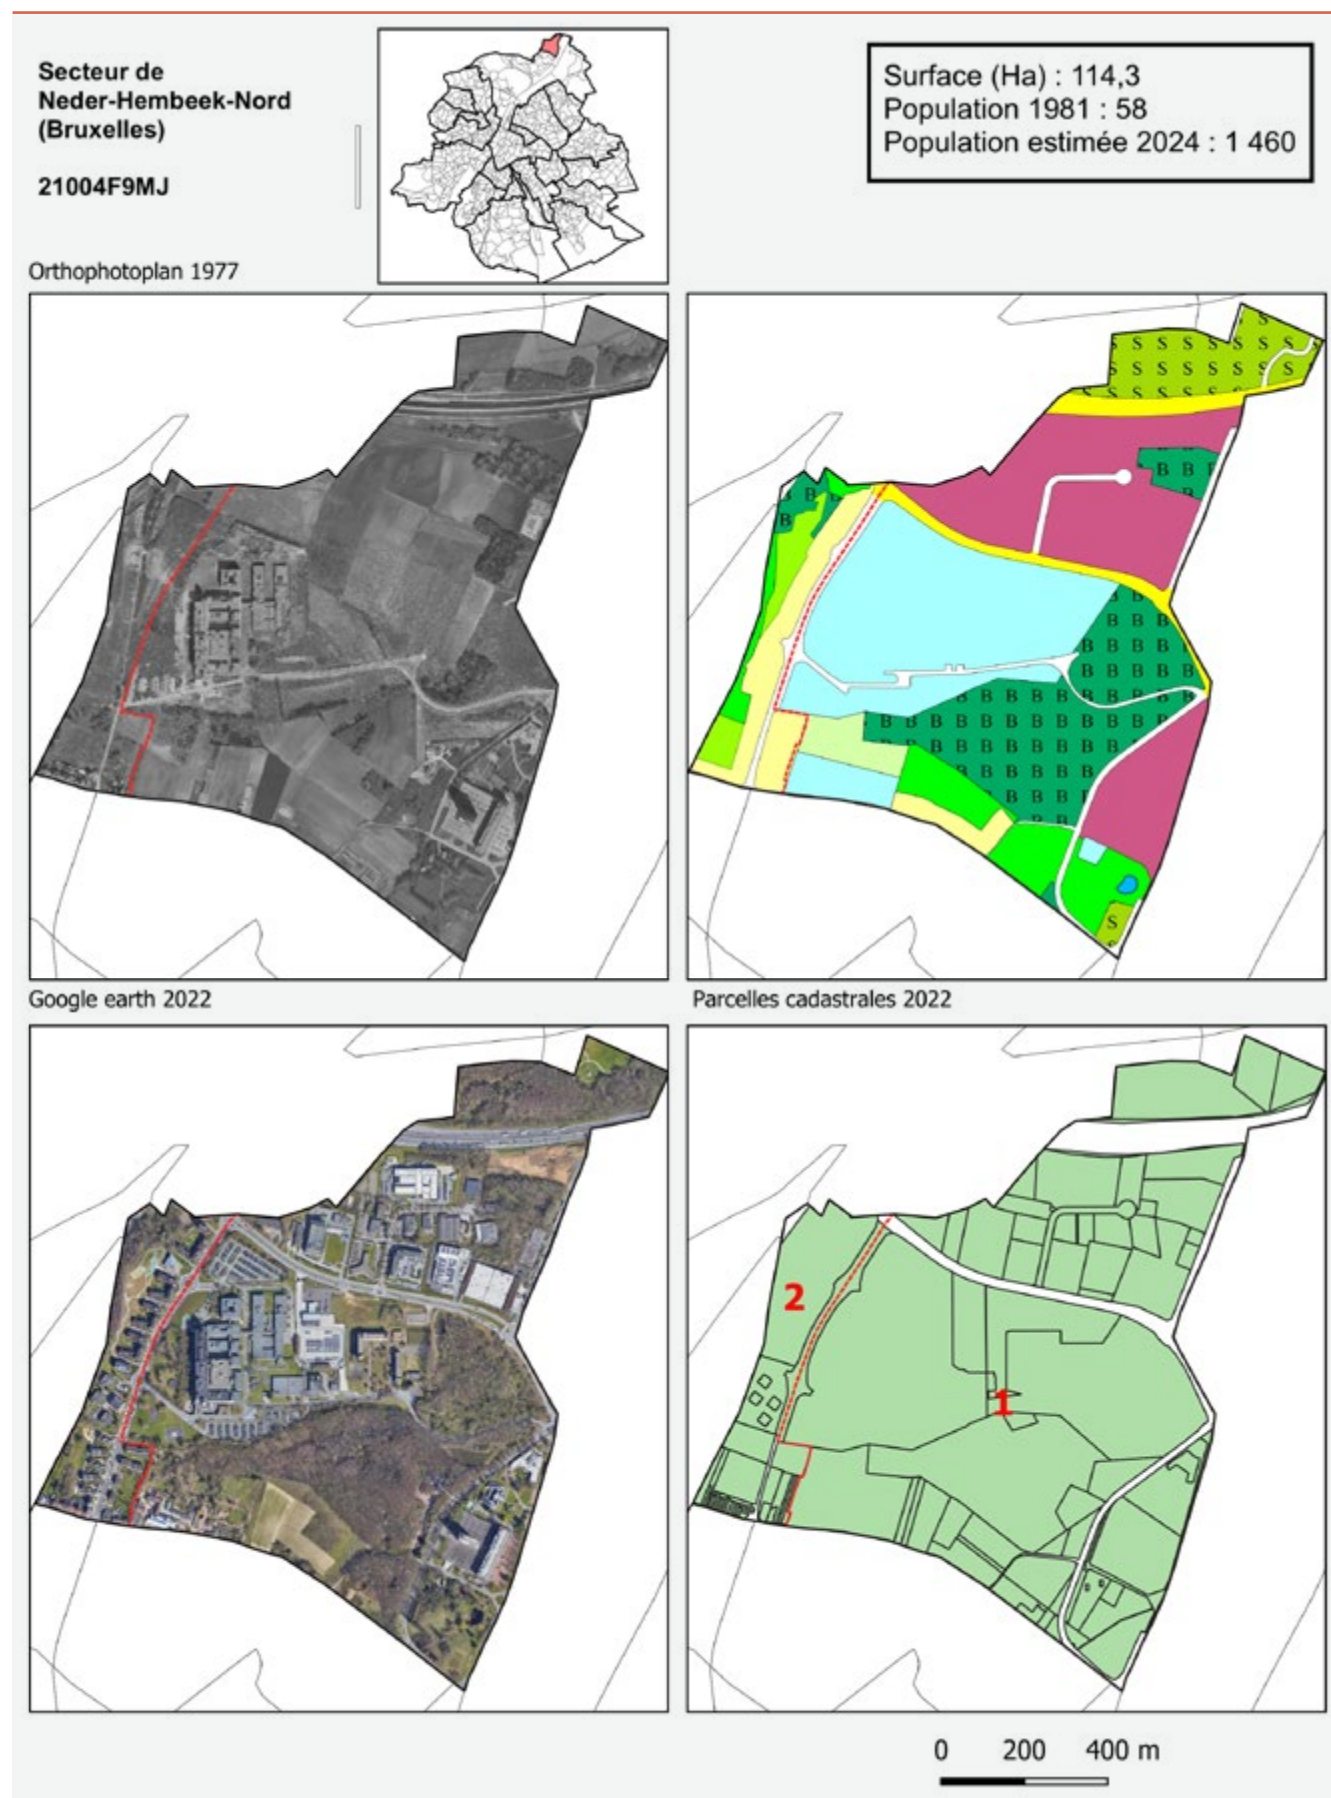 Secteur de
Neder-Hembeek-Nord
(Bruxelles)
21004F9MJ
Surface (Ha) : 114,3
Population 1981 : 58
Population estimée 2024 : 1 460
Orthophotoplan 1977
S
S S S S S S S S
S S S S S S S
S S S S S S S
B B B
B
B B
B
B B
B B B
B B B B
B B B B B
B B B B B B B B B
B B B B B B B B B B
B B B B B B B B B
B B B B B B
B B B B
B B
S
Google earth 2022
Parcelles cadastrales 2022
2
1
0 200 400 m